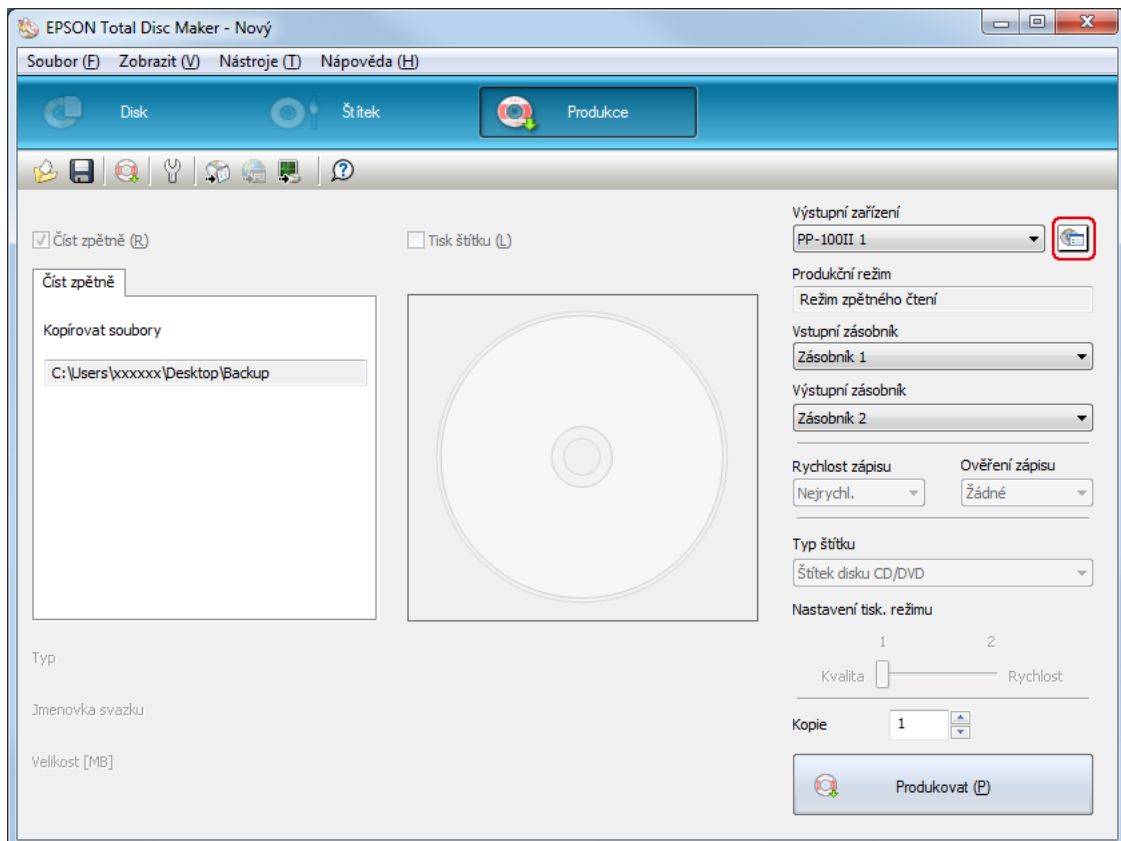 EPSON Total Disc Maker - Nový
Soubor (F) Zobrazit (V) Nástroje (T) Nápověda (H)
Disk Štítek Produkce
Číst zpětně (R)
Tisk štítku (L)
Číst zpětně
Kopírovat soubory
C:\Users\xxxxxx\Desktop\Backup
Typ
Jmenovka svazku
Velikost [MB]
Výstupní zařízení
PP-100II 1
Produkční režim
Režim zpětného čtení
Vstupní zásobník
Zásobník 1
Výstupní zásobník
Zásobník 2
Rychlost zápisu Ověření zápisu
Nejrychl. Žádné
Typ štítku
Štítek disku CD/DVD
Nastavení tisk. režimu
1 2
Kvalita Rychlost
Kopie 1
Produkovat (P)